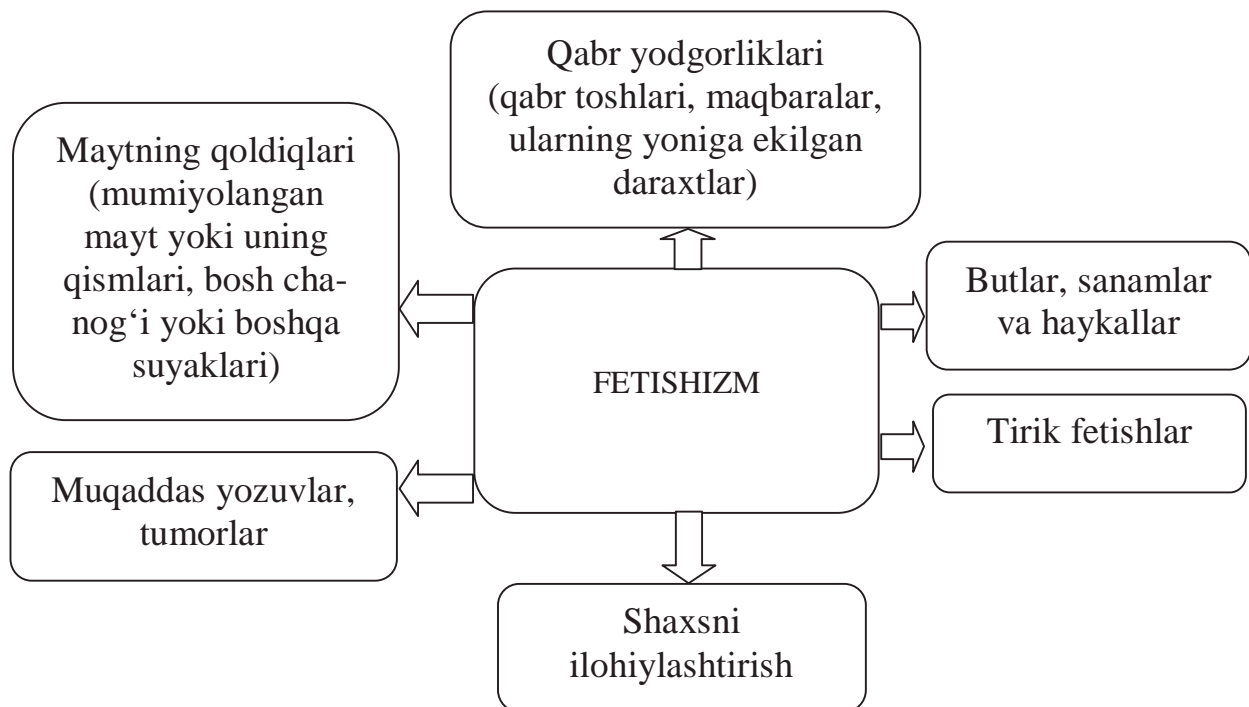 Qabr yodgorliklari
(qabr toshlari, maqbaralar,
ularning yoniga ekilgan
daraxtlar)
Maytning qoldiqlari
(mumiyolangan
mayt yoki uning
qismlari, bosh cha-
nog‘i yoki boshqa
suyaklari)
Butlar, sanamlar
va haykallar
FETISHIZM
Tirik fetishlar
Muqaddas yozuvlar,
tumorlar
Shaxsni
ilohiylashtirish